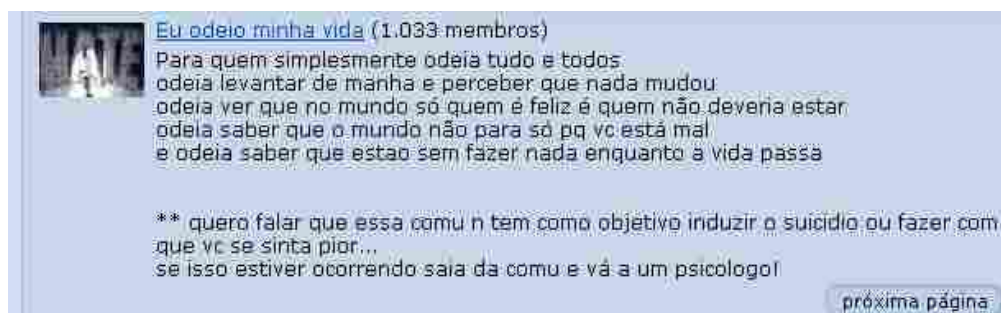 Eu odeio minha vida (1.033 membros)
Para quem simplesmente odeia tudo e todos
odeia levantar de manha e perceber que nada mudou
odeia ver que no mundo só quem é feliz é quem não deveria estar
odeia saber que o mundo não para só pq vc está mal
e odeia saber que estao sem fazer nada enquanto a vida passa
** quero falar que essa comu n tem como objetivo induzir o suicidio ou fazer com
que vc se sinta pior...
se isso estiver ocorrendo saia da comu e vá a um psicologo!
próxima página